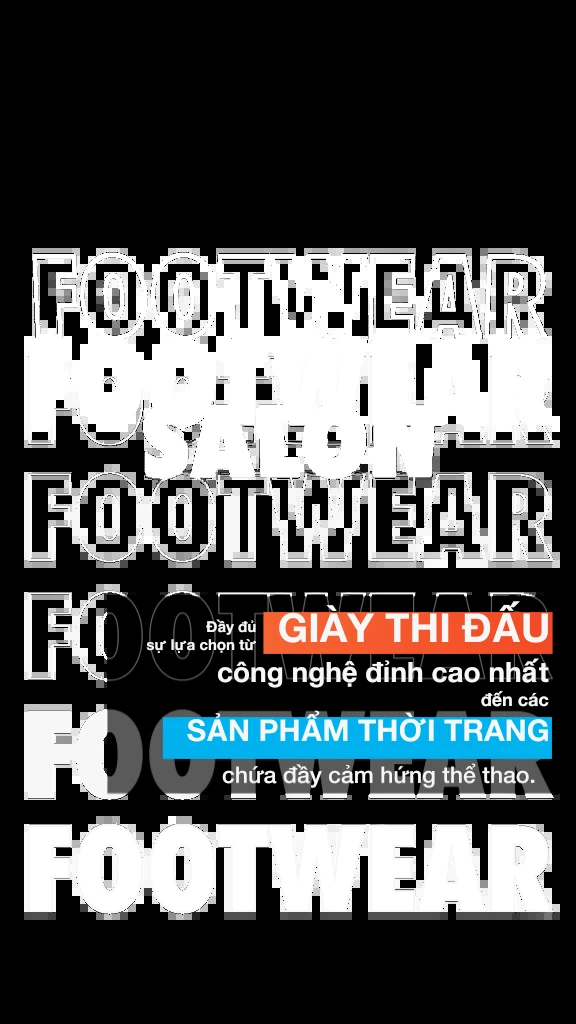 FOOTWEAR
FOOTWEAR
SALON
FOOTWEAR
FOOTWEAR
Đầy đủ
sự lựa chọn từ
GIÀY THI ĐẤU
công nghệ đỉnh cao nhất
đến các
FOOTWEAR
SẢN PHẨM THỜI TRANG
chứa đầy cảm hứng thể thao.
FOOTWEAR